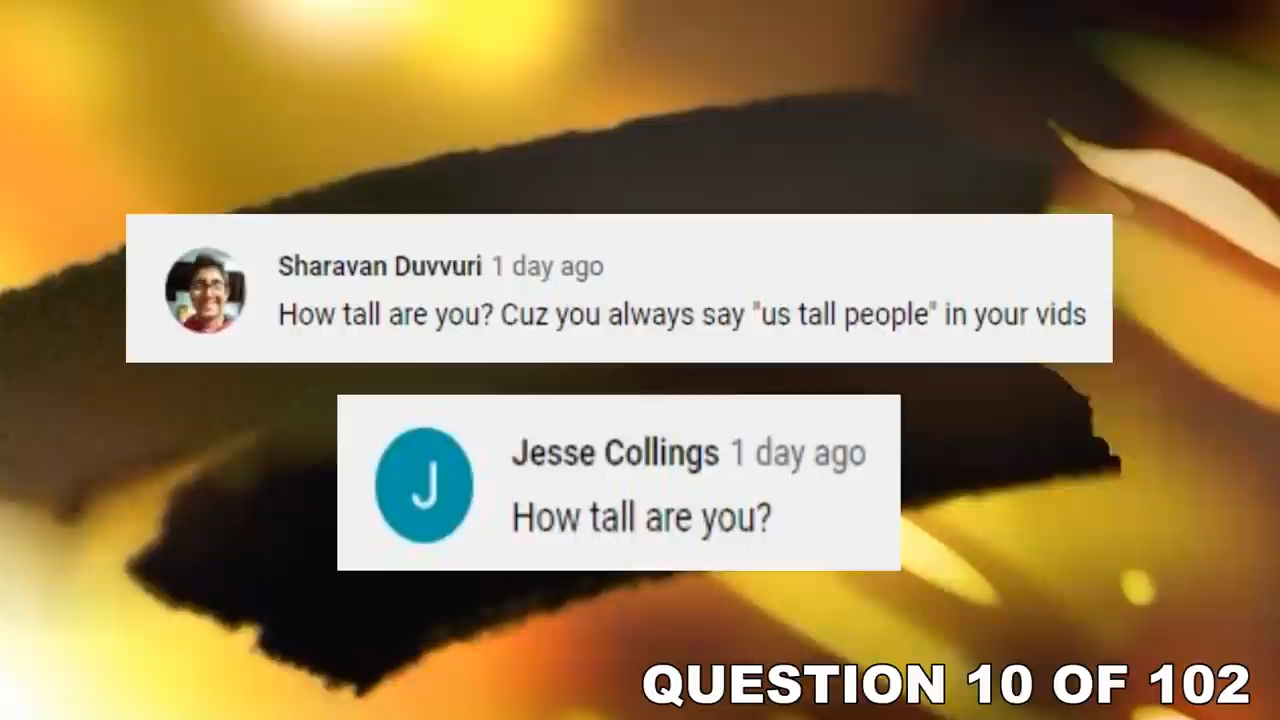 Sharavan Duvvuri 1 day ago
How tall are you? Cuz you always say "us tall people" in your vids
J
Jesse Collings 1 day ago
How tall are you?
QUESTION 10 OF 102